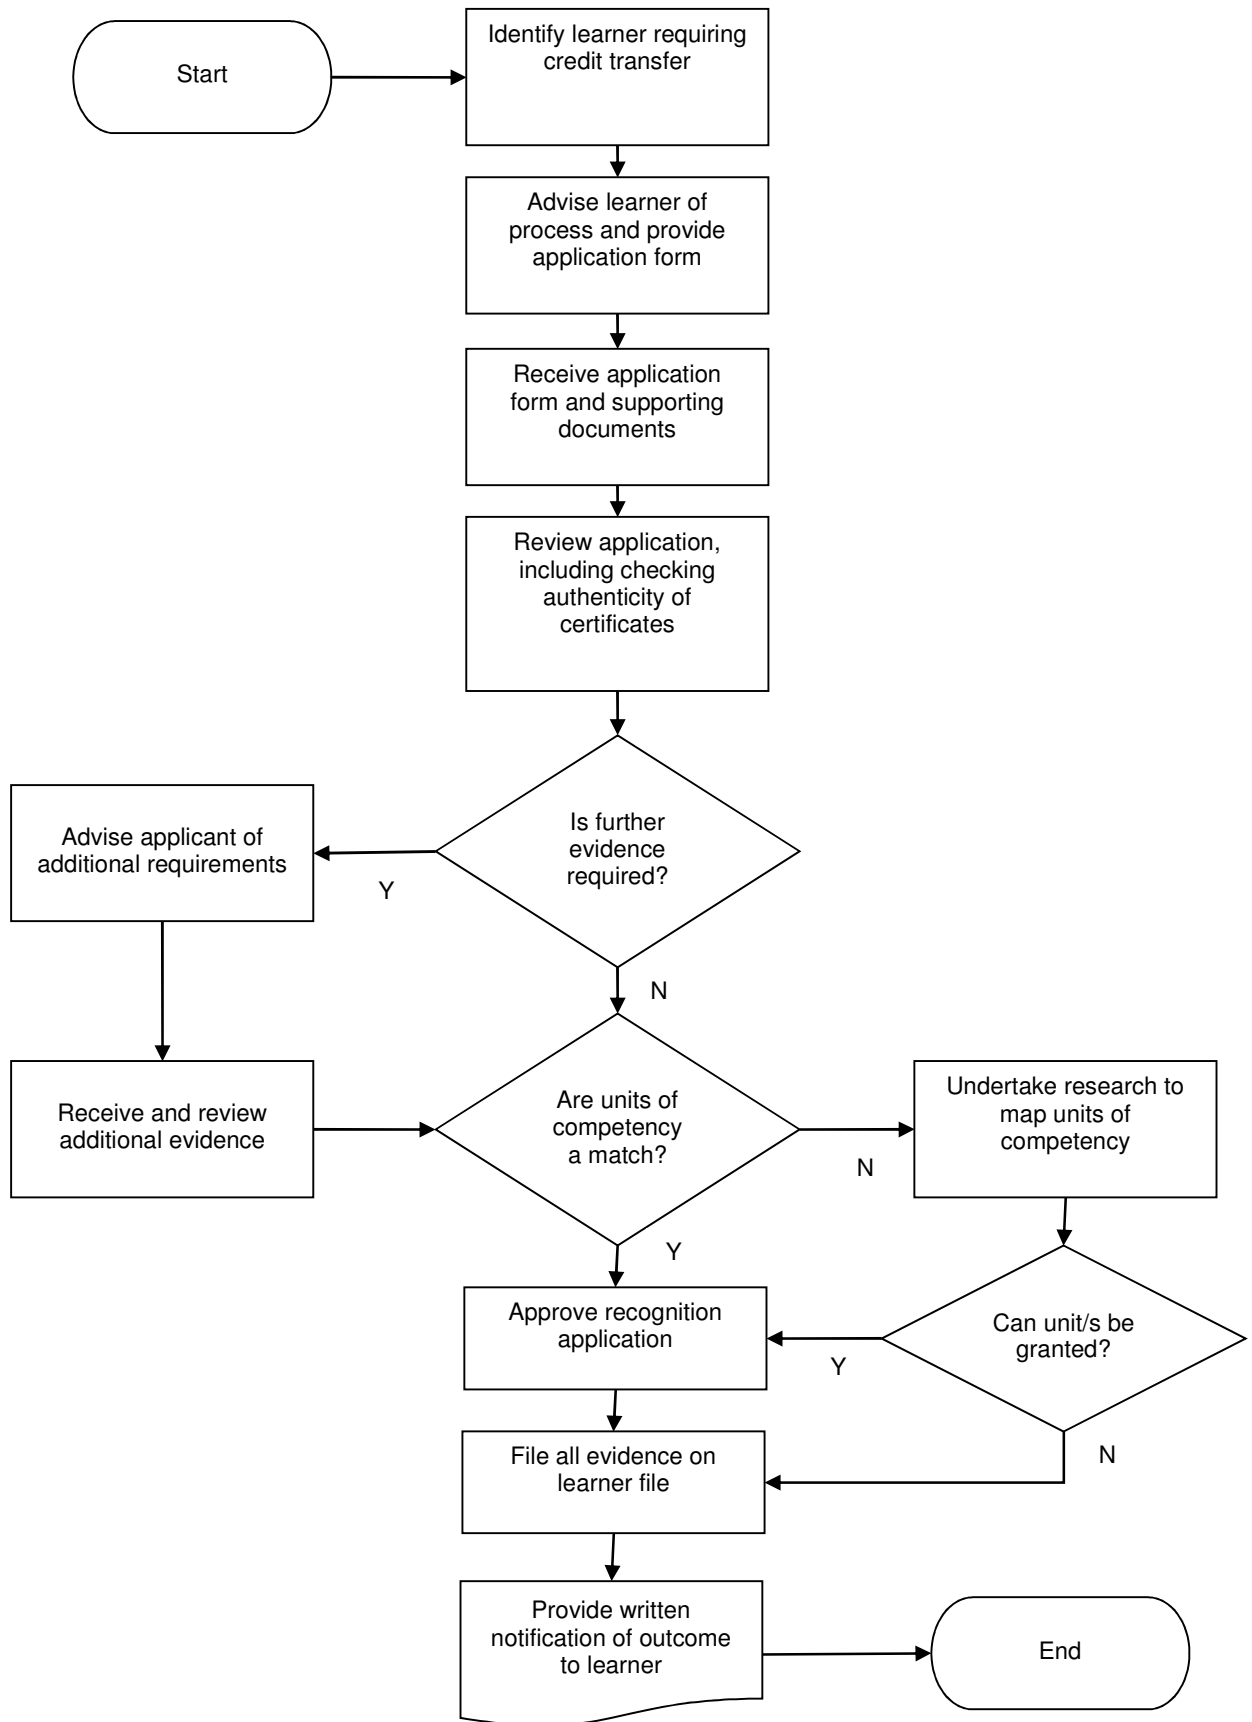 Start
Identify learner requiring
credit transfer
Advise learner of
process and provide
application form
Receive application
form and supporting
documents
Review application,
including checking
authenticity of
certificates
Is further
evidence
required?
Y
Advise applicant of
additional requirements
N
Receive and review
additional evidence
Are units of
competency
a match?
N
Undertake research to
map units of
competency
Y
Approve recognition
application
Can unit/s be
granted?
Y
N
File all evidence on
learner file
Provide written
notification of outcome
to learner
End